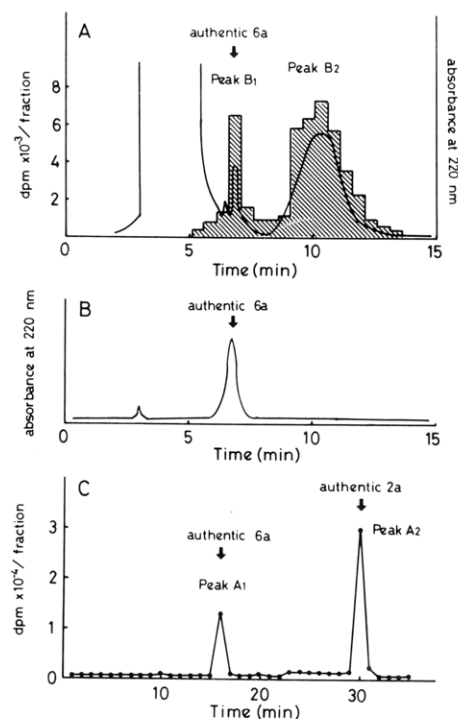 A
authentic 6a
Peak B1
Peak B2
8
6
4
2
dpm x10-3/fraction
absorbance at 220 nm
0 5 10 15
Time (min)
B
authentic 6a
absorbance at 220 nm
0 5 10 15
Time (min)
C
authentic 2a
authentic 6a
Peak A2
Peak A1
3
2
1
0
dpm x10-4/fraction
10 20 30
Time (min)